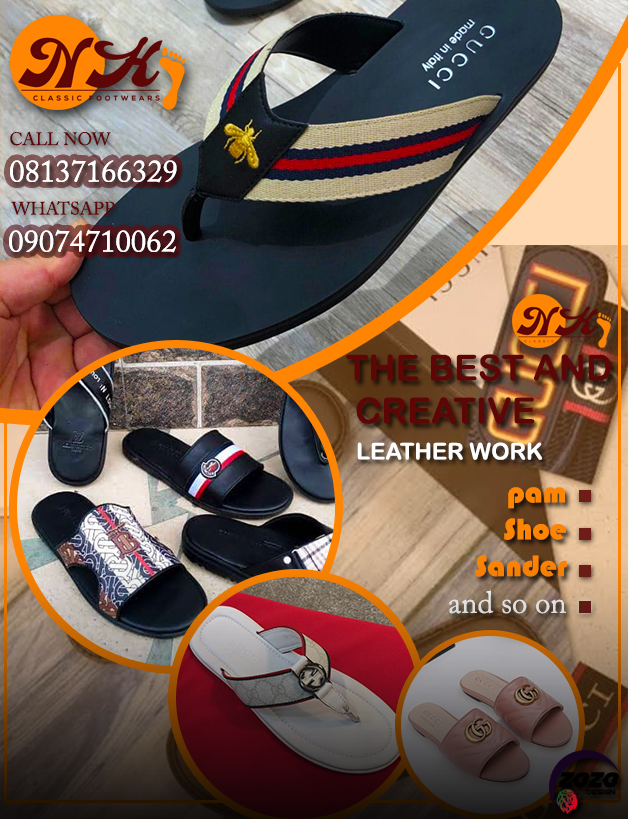 NK
CLASSIC FOOTWEARS
CALL NOW
08137166329
WHATSAPP
09074710062
GUCCI
made in Italy
NK
CLASSIC
THE BEST AND
CREATIVE
LEATHER WORK
pam
Shoe
Sander
and so on
ZOZO
DESIGN